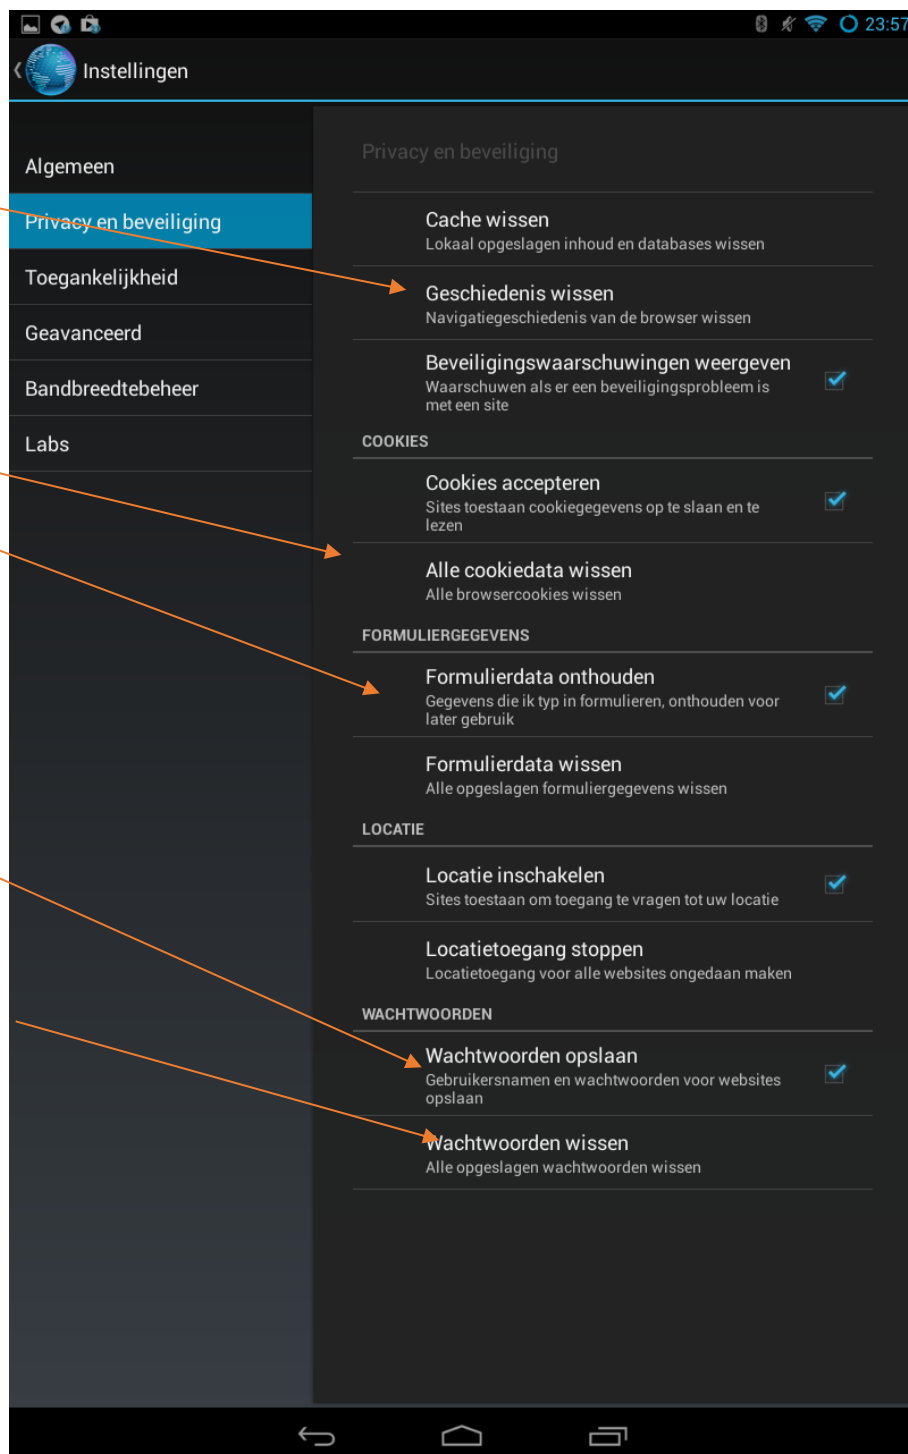 23:57
Instellingen
Algemeen
Privacy en beveiliging
Toegankelijkheid
Geavanceerd
Bandbreedtebeheer
Labs
Privacy en beveiliging
Cache wissen
Lokaal opgeslagen inhoud en databases wissen
Geschiedenis wissen
Navigatiegeschiedenis van de browser wissen
Beveiligingswaarschuwingen weergeven
Waarschuwen als er een beveiligingsprobleem is
met een site
COOKIES
Cookies accepteren
Sites toestaan cookiegegevens op te slaan en te
lezen
Alle cookiedata wissen
Alle browsercookies wissen
FORMULIERGEGEVENS
Formulierdata onthouden
Gegevens die ik typ in formulieren, onthouden voor
later gebruik
Formulierdata wissen
Alle opgeslagen formuliergegevens wissen
LOCATIE
Locatie inschakelen
Sites toestaan om toegang te vragen tot uw locatie
Locatietoegang stoppen
Locatietoegang voor alle websites ongedaan maken
WACHTWOORDEN
Wachtwoorden opslaan
Gebruikersnamen en wachtwoorden voor websites
opslaan
Wachtwoorden wissen
Alle opgeslagen wachtwoorden wissen